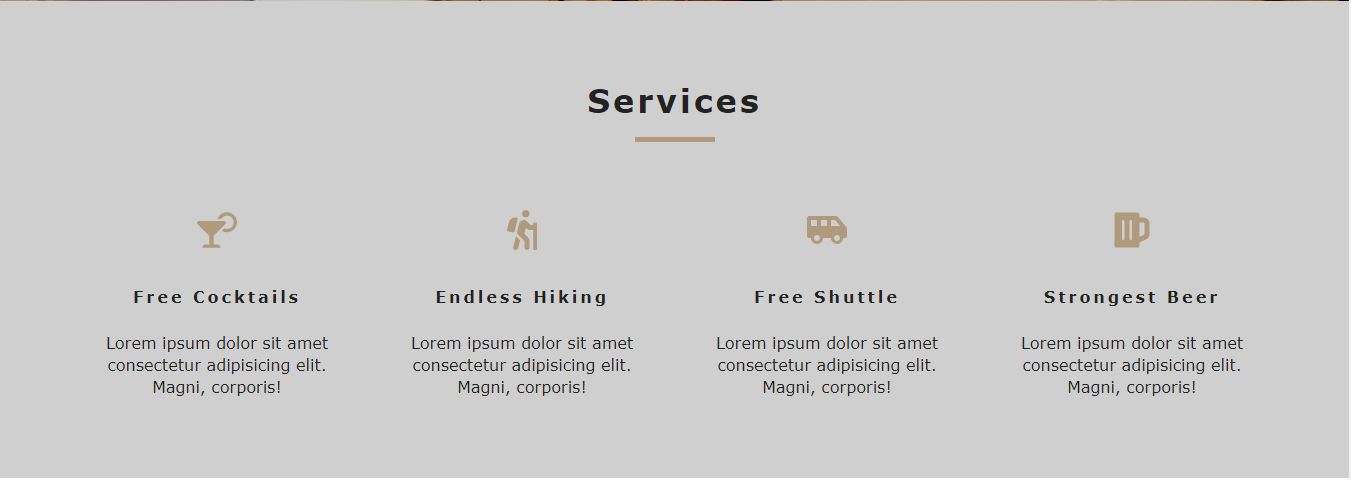 Services
Free Cocktails
Lorem ipsum dolor sit amet
consectetur adipisicing elit.
Magni, corporis!
Endless Hiking
Lorem ipsum dolor sit amet
consectetur adipisicing elit.
Magni, corporis!
Free Shuttle
Lorem ipsum dolor sit amet
consectetur adipisicing elit.
Magni, corporis!
Strongest Beer
Lorem ipsum dolor sit amet
consectetur adipisicing elit.
Magni, corporis!